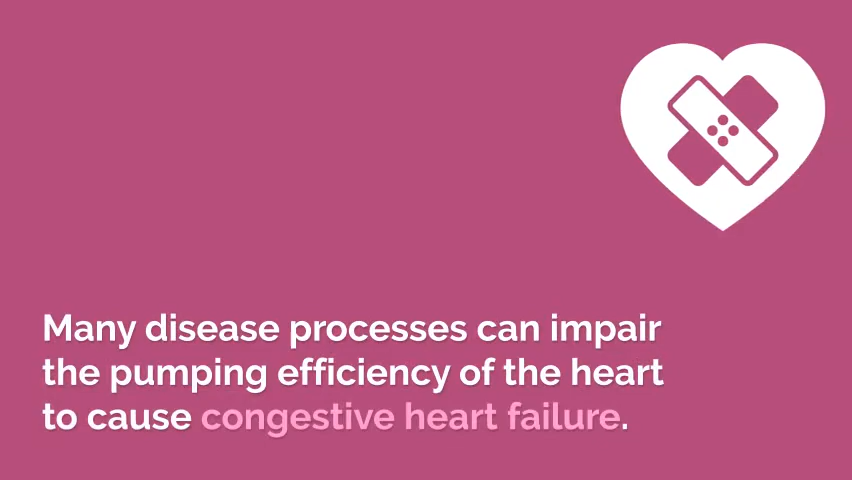 Many disease processes can impair
the pumping efficiency of the heart
to cause congestive heart failure.